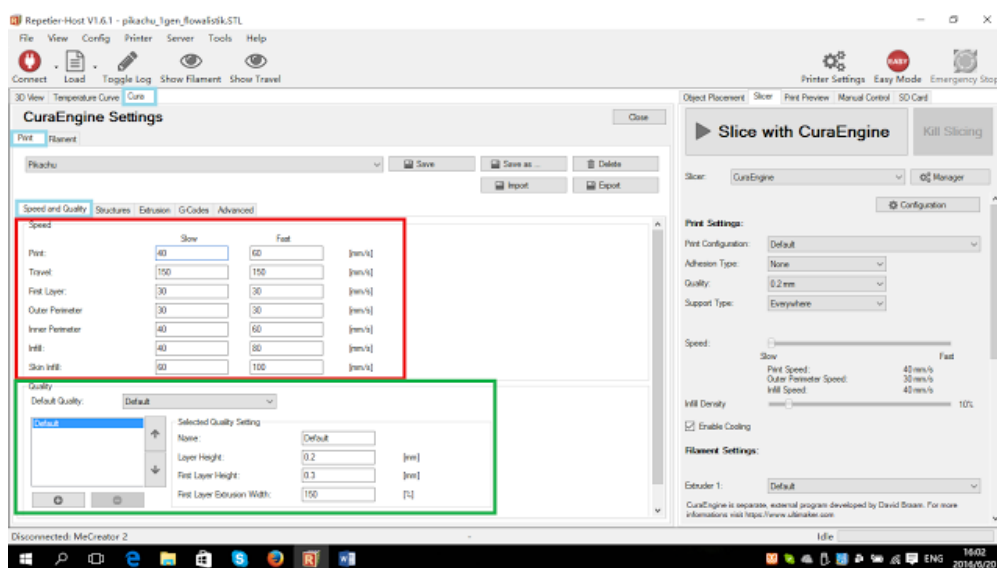 Repetier-Host V1.6.1 - pikachu_1gen_flowalistik.STL
File View Config Printer Server Tools Help
Connect Load Toggle Log Show Filament Show Travel Printer Settings Easy Mode Emergency Stop
EASY
3D View Temperature Curve Cura
Object Placement Slicer Print Preview Manual Control SD Card
CuraEngine Settings
Close
Print Filament
Pikachu
Save Save as ... Delete
Import Export
Speed and Quality Structures Extrusion G-Codes Advanced
Speed
Slow Fast
Print: 40 60 [mm/s]
Travel: 150 150 [mm/s]
First Layer: 30 30 [mm/s]
Outer Perimeter 30 30 [mm/s]
Inner Perimeter 40 60 [mm/s]
Infill: 40 80 [mm/s]
Skin Infill: 60 100 [mm/s]
Quality
Default Quality: Default
Default
Selected Quality Setting
Name: Default
Layer Height: 0.2 [mm]
First Layer Height: 0.3 [mm]
First Layer Extrusion Width: 150 [%]
Slice with CuraEngine
Kill Slicing
Slicer: CuraEngine Manager
Configuration
Print Settings:
Print Configuration: Default
Adhesion Type: None
Quality: 0.2 mm
Support Type: Everywhere
Speed:
Slow Fast
Print Speed: 40 mm/s
Outer Perimeter Speed: 30 mm/s
Infill Speed: 40 mm/s
Infill Density 10%
Enable Cooling
Filament Settings:
Extruder 1: Default
CuraEngine is separate, external program developed by David Braam. For more
informations visit https://www.ultimaker.com
Disconnected: MeCreator 2
-
Idle
ENG 16:02
2016/6/20